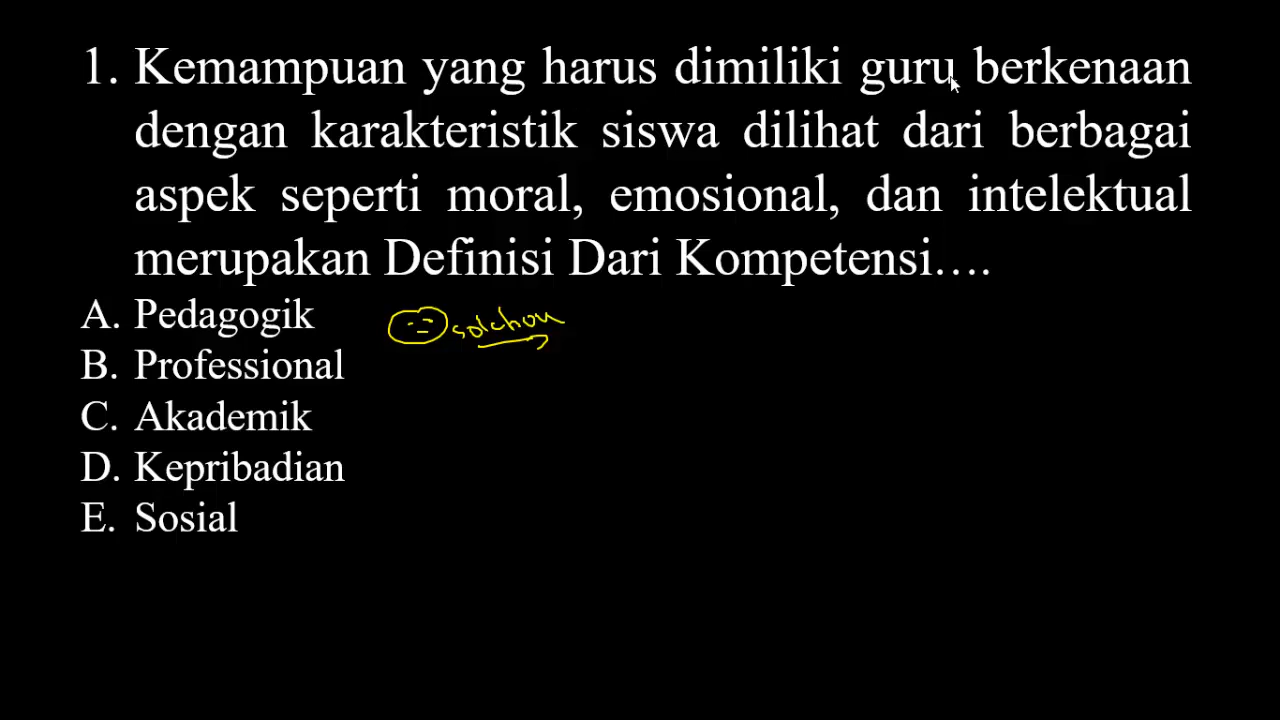 1. Kemampuan yang harus dimiliki guru berkenaan
dengan karakteristik siswa dilihat dari berbagai
aspek seperti moral, emosional, dan intelektual
merupakan Definisi Dari Kompetensi....
A. Pedagogik
B. Professional
C. Akademik
D. Kepribadian
E. Sosial